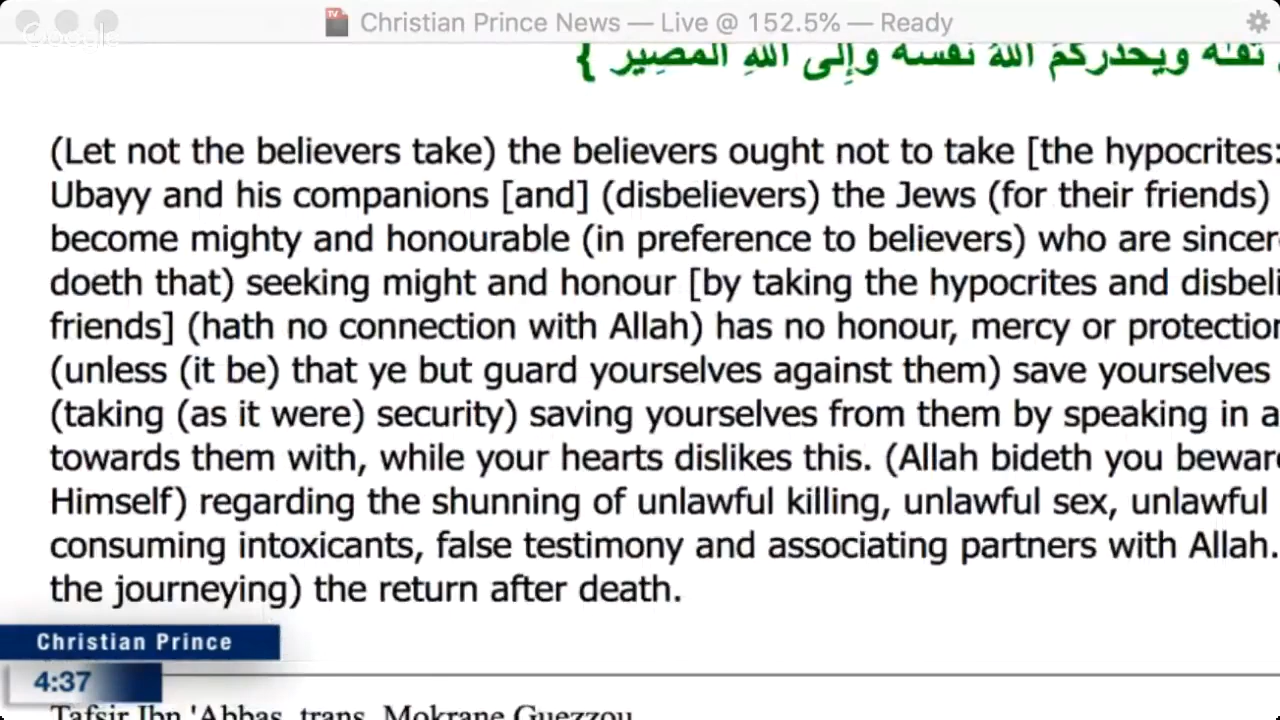 Christian Prince News — Live @ 152.5% — Ready
Google
تقـٰة ويحذركم الله نفسه وإلى الله المصير }
(Let not the believers take) the believers ought not to take [the hypocrites:
Ubayy and his companions [and] (disbelievers) the Jews (for their friends)
become mighty and honourable (in preference to believers) who are sincer
doeth that) seeking might and honour [by taking the hypocrites and disbeli
friends] (hath no connection with Allah) has no honour, mercy or protection
(unless (it be) that ye but guard yourselves against them) save yourselves
(taking (as it were) security) saving yourselves from them by speaking in a
towards them with, while your hearts dislikes this. (Allah bideth you beware
Himself) regarding the shunning of unlawful killing, unlawful sex, unlawful
consuming intoxicants, false testimony and associating partners with Allah.
the journeying) the return after death.
Christian Prince
4:37
Tafsir Ibn 'Abbas, trans. Mokrane Guezzou